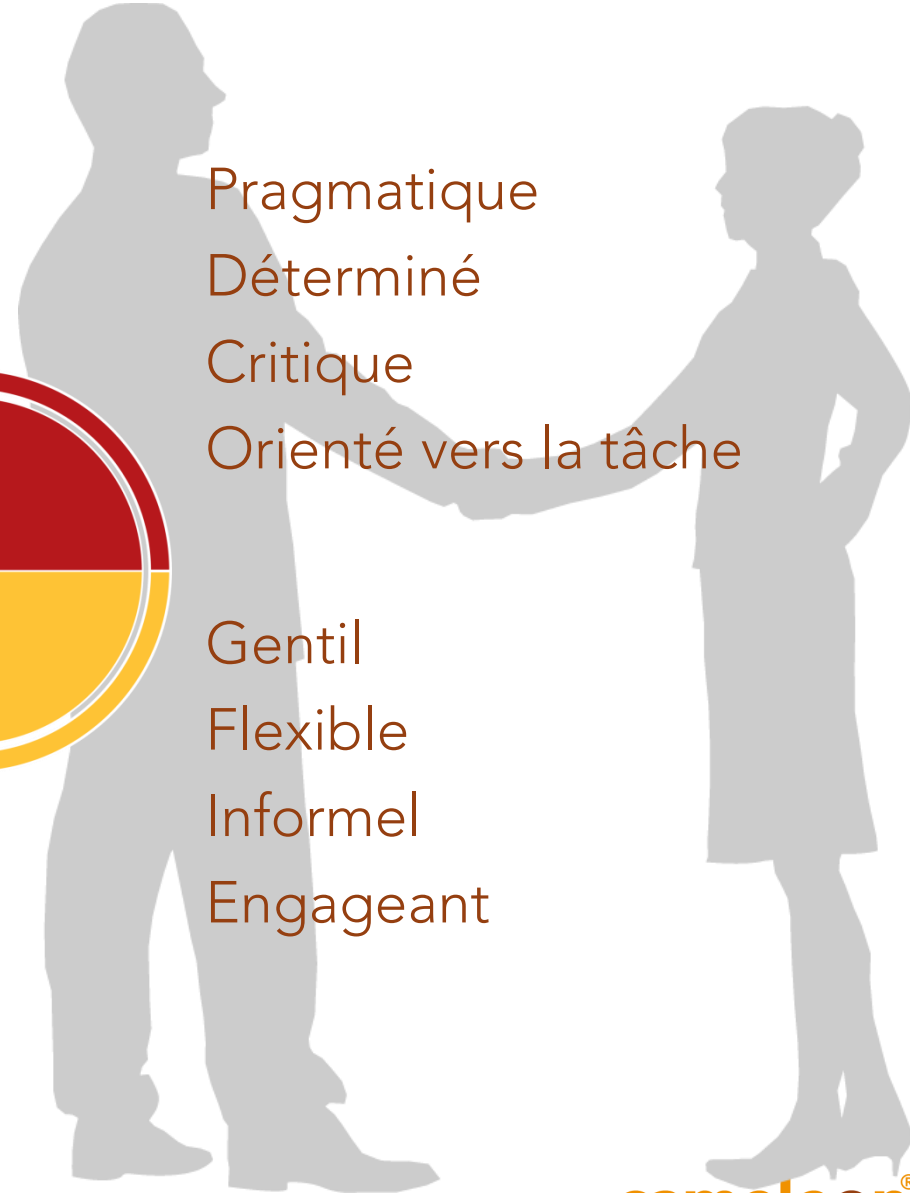 Pragmatique
Déterminé
Critique
Orienté vers la tâche
Gentil
Flexible
Informel
Engageant